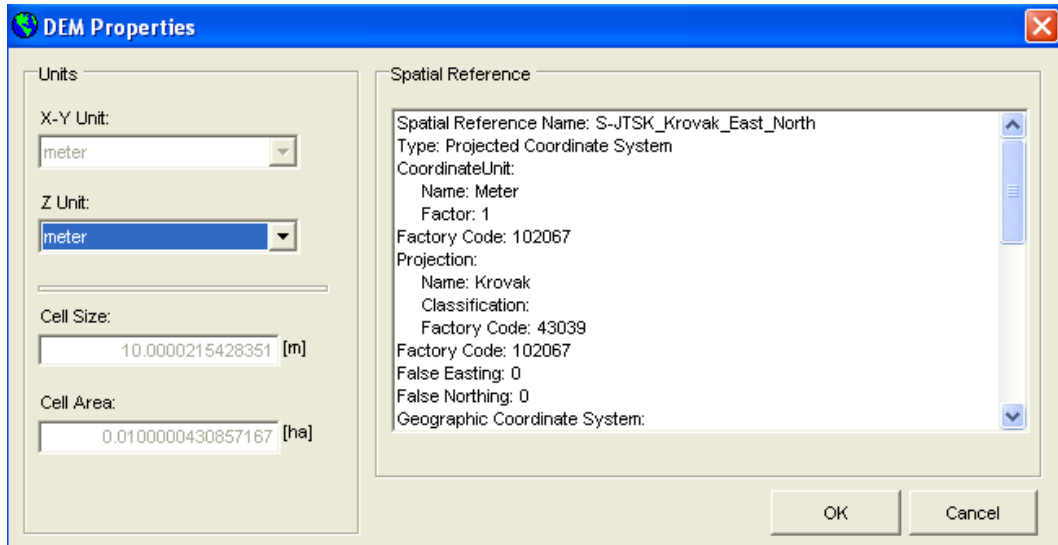 DEM Properties
Units
X-Y Unit:
meter
Z Unit:
meter
Cell Size:
10.0000215428351 [m]
Cell Area:
0.0100000430857167 [ha]
Spatial Reference
Spatial Reference Name: S-JTSK_Krovak_East_North
Type: Projected Coordinate System
CoordinateUnit:
Name: Meter
Factor: 1
Factory Code: 102067
Projection:
Name: Krovak
Classification:
Factory Code: 43039
Factory Code: 102067
False Easting: 0
False Northing: 0
Geographic Coordinate System:
OK
Cancel